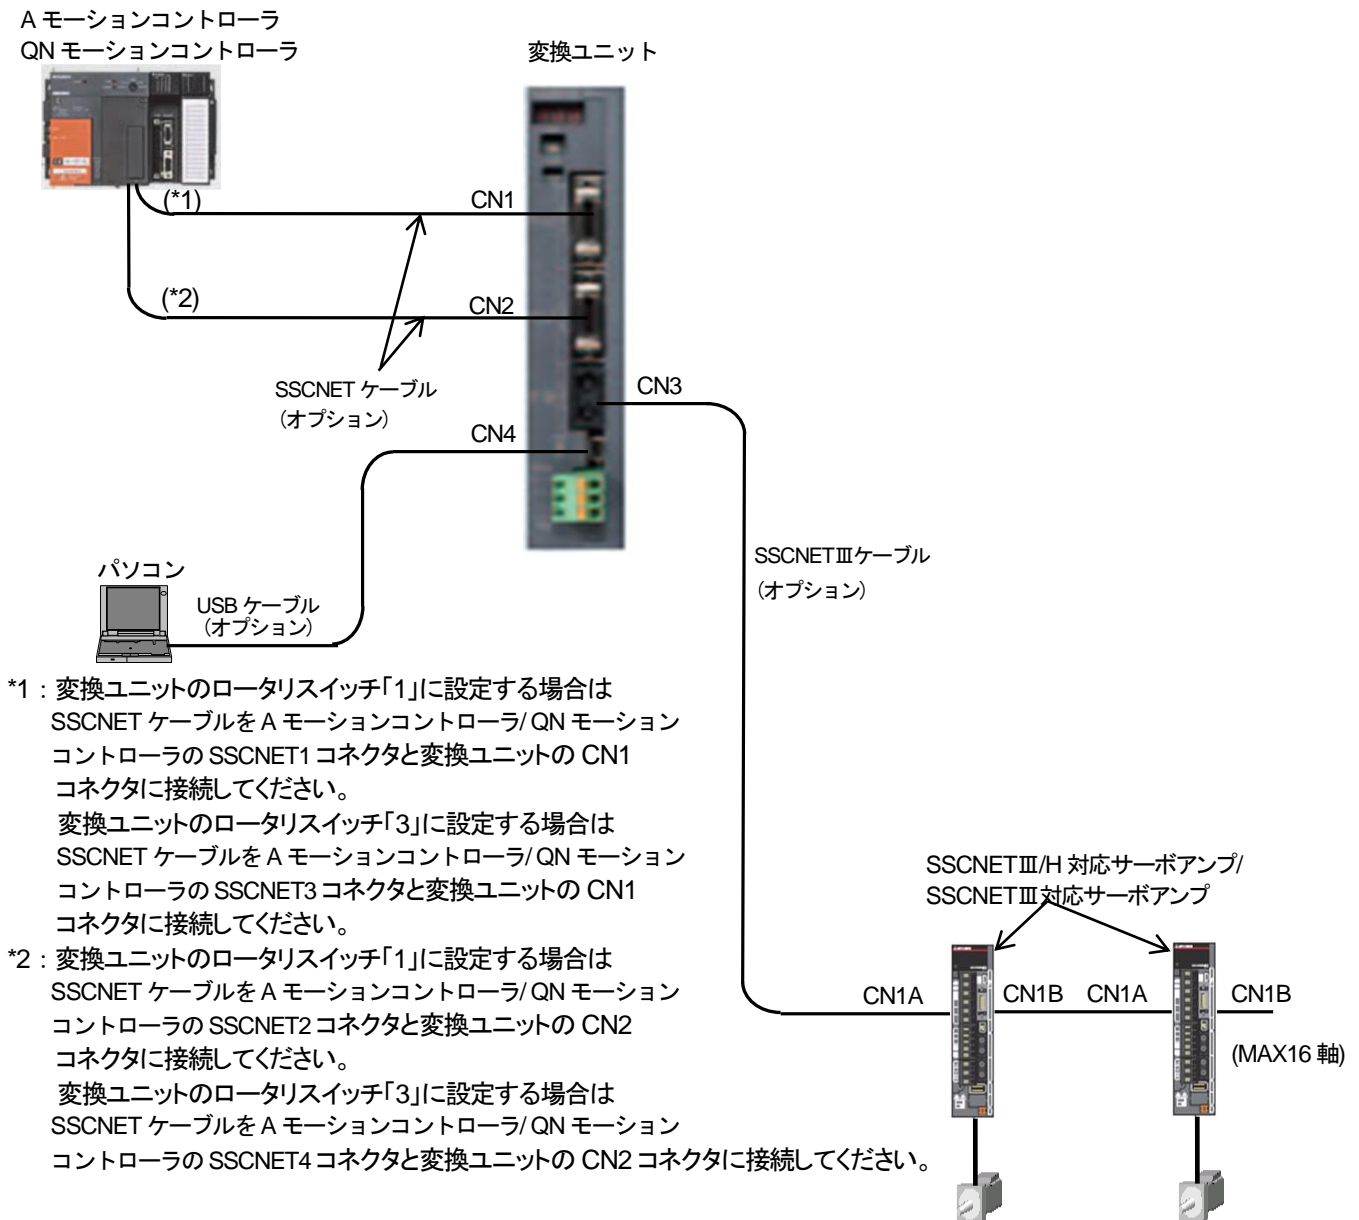 A モーションコントローラ
QN モーションコントローラ
変換ユニット
(*1)
CN1
(*2)
CN2
SSCNET ケーブル
(オプション)
CN3
CN4
SSCNETⅢケーブル
(オプション)
パソコン
USB ケーブル
(オプション)
*1：変換ユニットのロータリスイッチ「1」に設定する場合は
SSCNET ケーブルを A モーションコントローラ/ QN モーション
コントローラの SSCNET1 コネクタと変換ユニットの CN1
コネクタに接続してください。
変換ユニットのロータリスイッチ「3」に設定する場合は
SSCNET ケーブルを A モーションコントローラ/ QN モーション
コントローラの SSCNET3 コネクタと変換ユニットの CN1
コネクタに接続してください。
*2：変換ユニットのロータリスイッチ「1」に設定する場合は
SSCNET ケーブルを A モーションコントローラ/ QN モーション
コントローラの SSCNET2 コネクタと変換ユニットの CN2
コネクタに接続してください。
変換ユニットのロータリスイッチ「3」に設定する場合は
SSCNET ケーブルを A モーションコントローラ/ QN モーション
コントローラの SSCNET4 コネクタと変換ユニットの CN2 コネクタに接続してください。
SSCNETⅢ/H 対応サーボアンプ/
SSCNETⅢ対応サーボアンプ
CN1A
CN1B
CN1A
CN1B
(MAX16 軸)